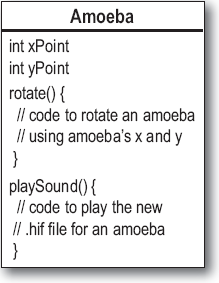 Amoeba
int xPoint
int yPoint
rotate() {
// code to rotate an amoeba
// using amoeba's x and y
}
playSound() {
// code to play the new
// .hif file for an amoeba
}